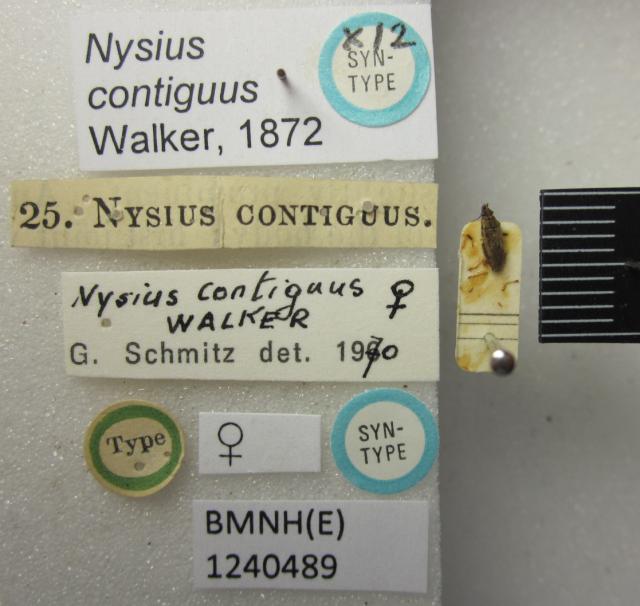 Nysius
contiguus
Walker, 1872
x12
SYN-
TYPE
25. NYSIUS CONTIGUUS.
Nysius contiguus ♀
WALKER
G. Schmitz det. 1970
Type
♀
SYN-
TYPE
BMNH(E)
1240489